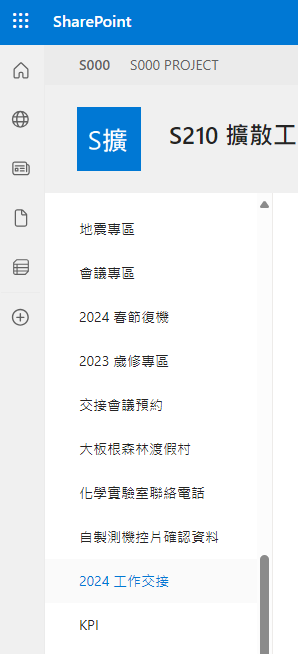 SharePoint
S000 S000 PROJECT
S擴
S210 擴散工
地震專區
會議專區
2024 春節復機
2023 歲修專區
交接會議預約
大板根森林渡假村
化學實驗室聯絡電話
自製測機控片確認資料
2024 工作交接
KPI